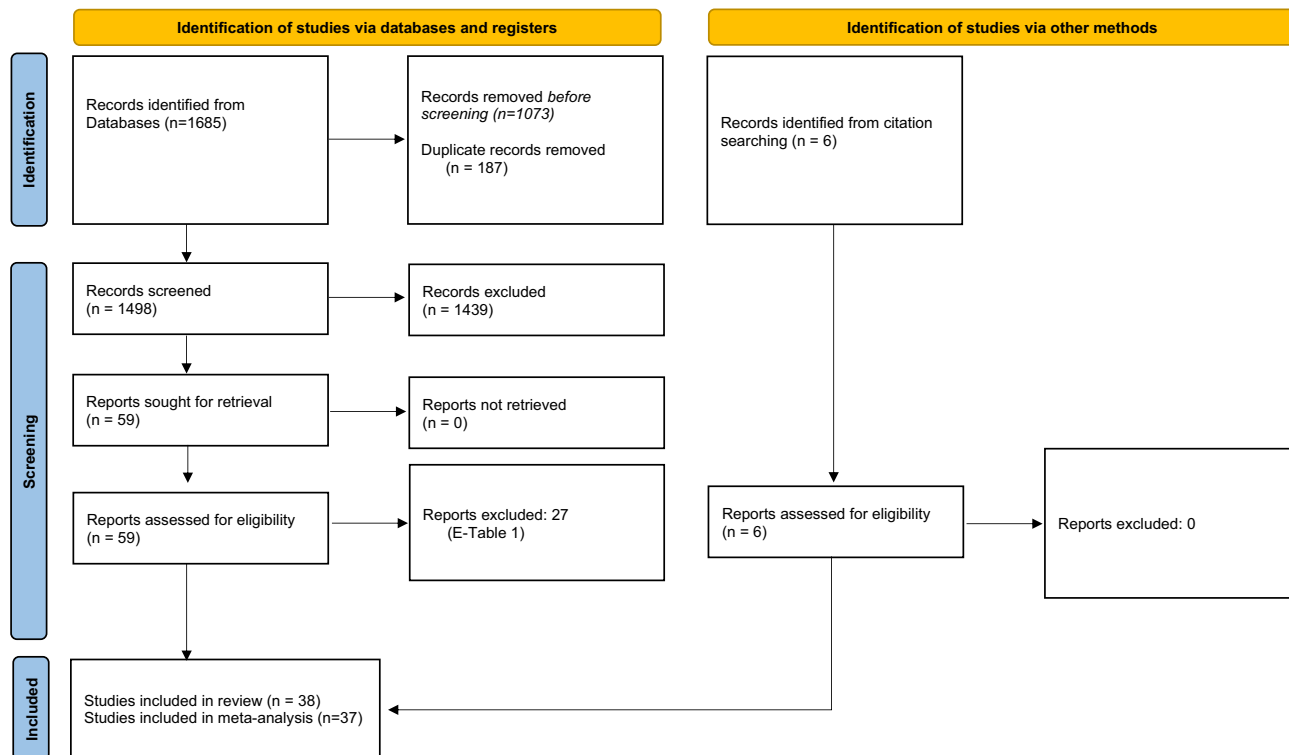 Identification of studies via databases and registers
Identification of studies via other methods
Identification
Records identified from
Databases (n=1685)
Records removed before
screening (n=1073)
Duplicate records removed
(n = 187)
Records identified from citation
searching (n = 6)
Screening
Records screened
(n = 1498)
Records excluded
(n = 1439)
Reports sought for retrieval
(n = 59)
Reports not retrieved
(n = 0)
Reports assessed for eligibility
(n = 59)
Reports excluded: 27
(E-Table 1)
Reports assessed for eligibility
(n = 6)
Reports excluded: 0
Included
Studies included in review (n = 38)
Studies included in meta-analysis (n=37)